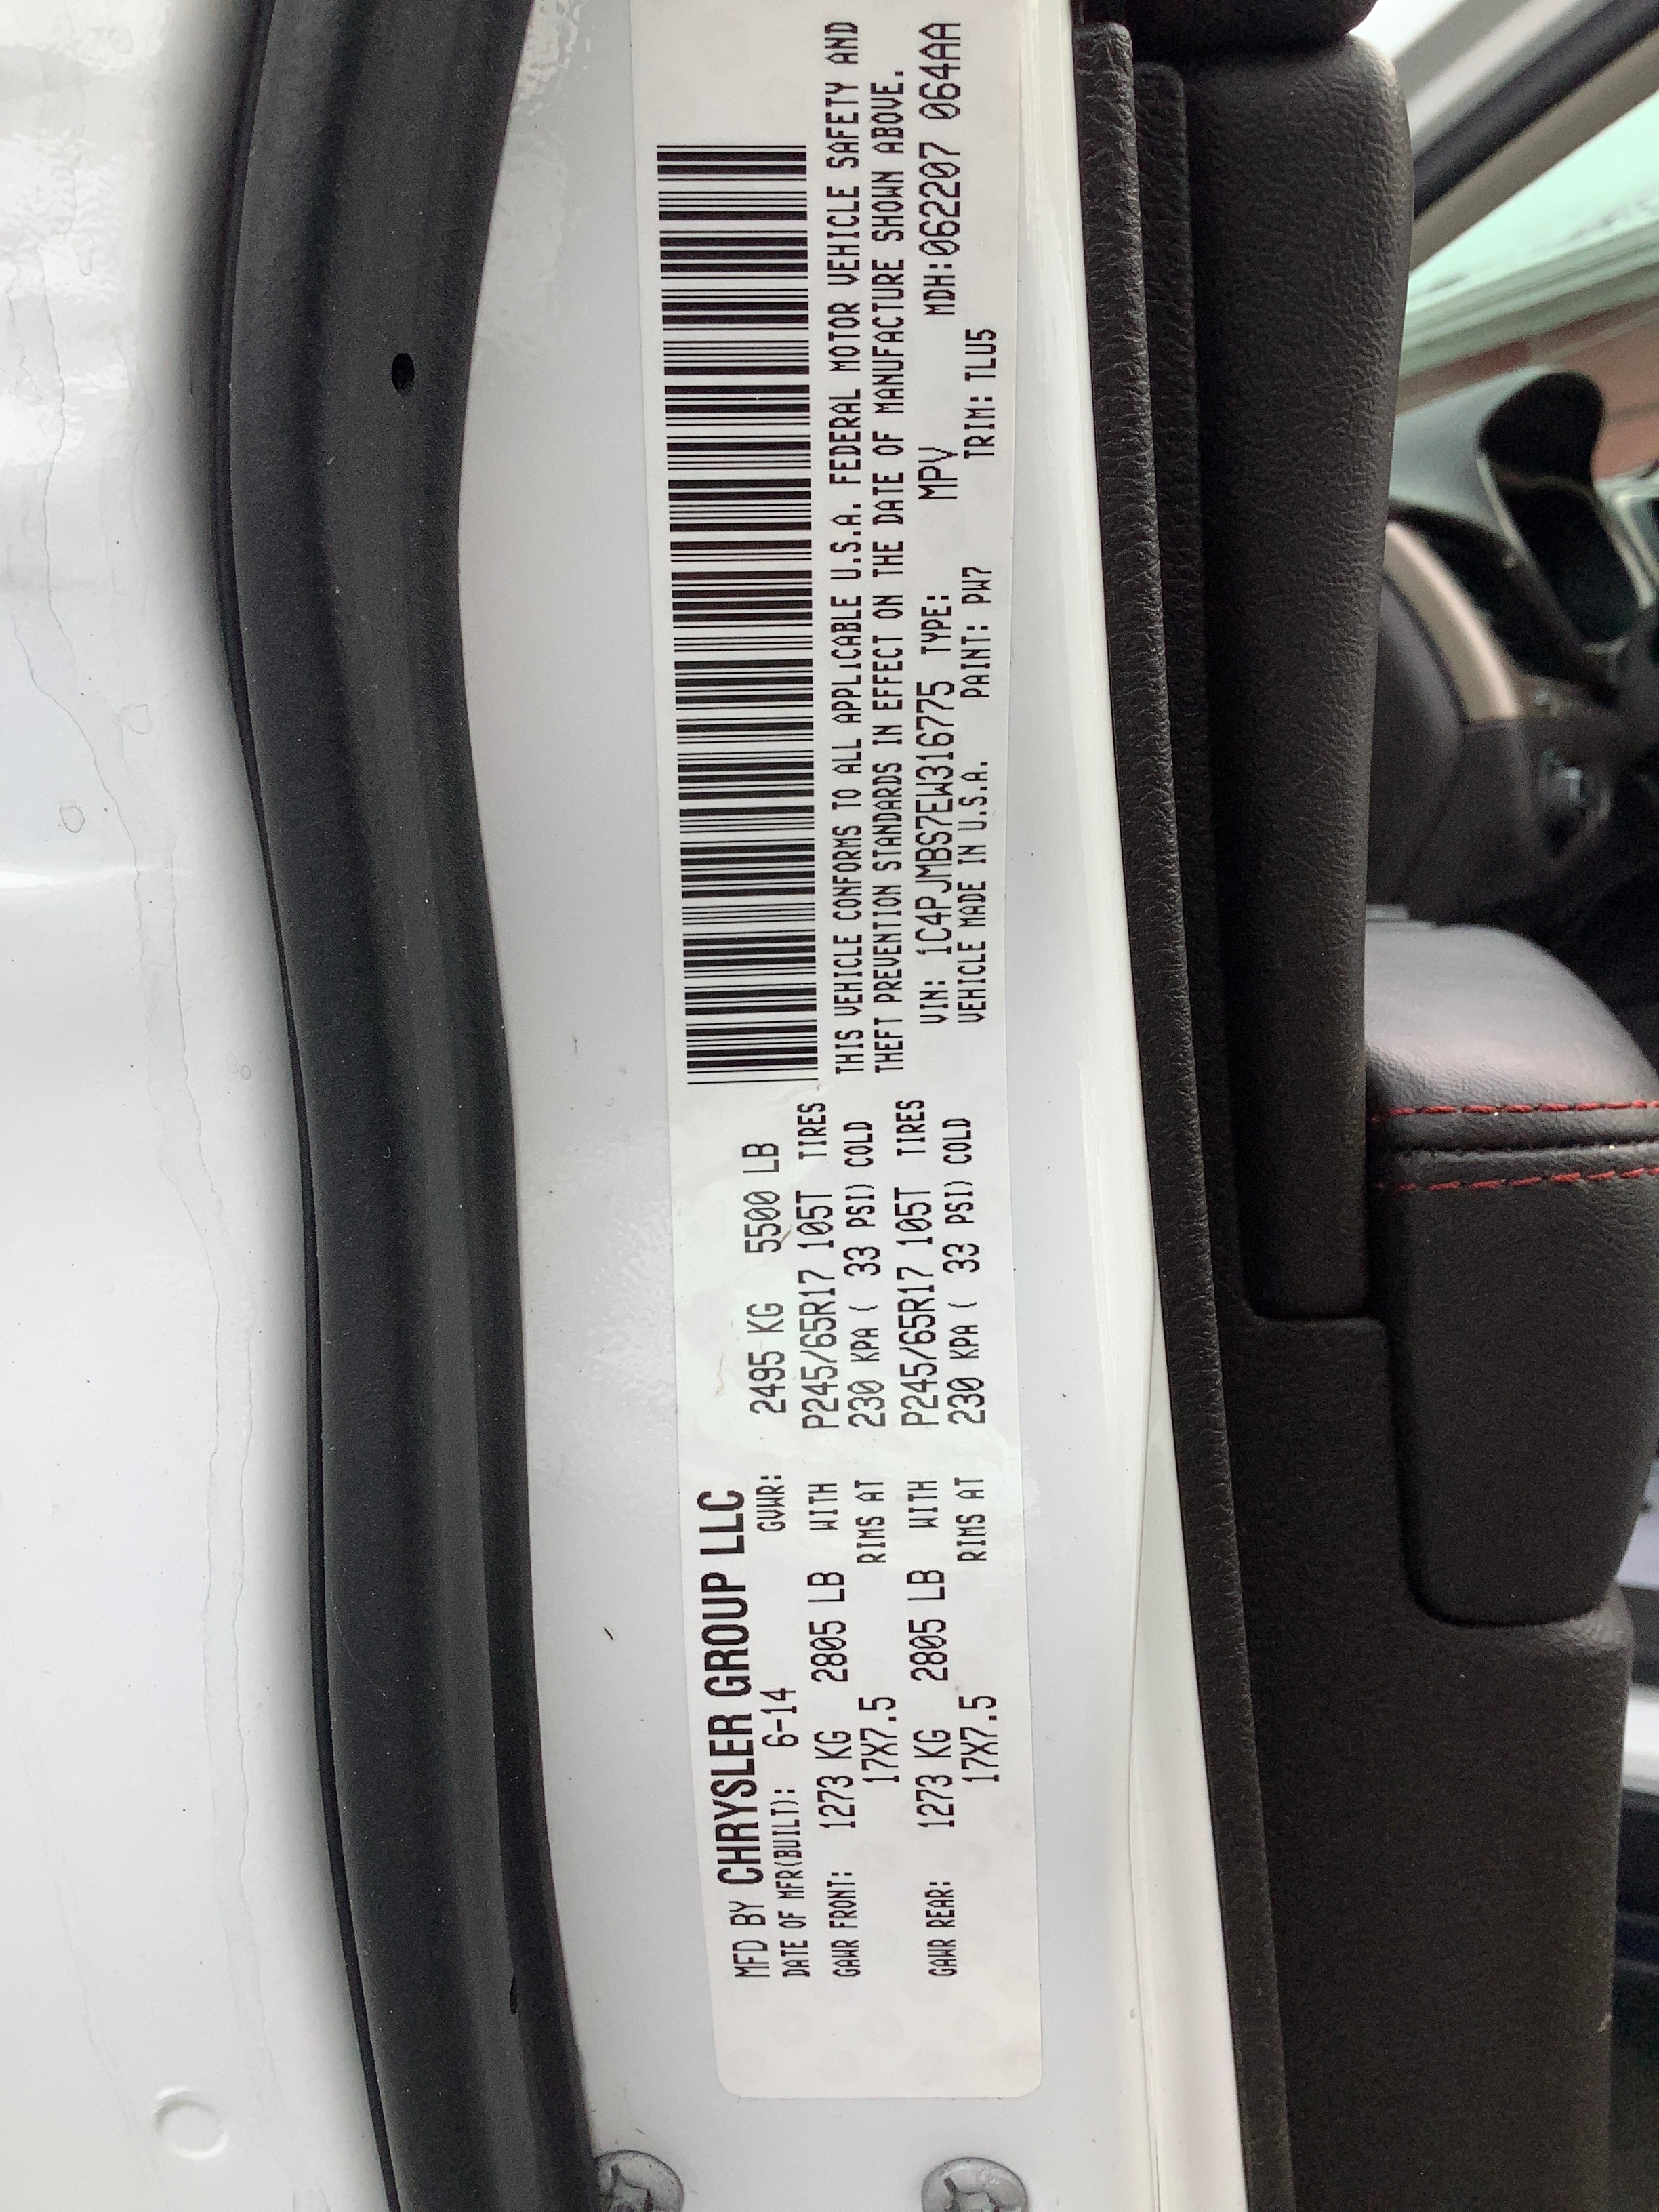 MFD BY CHRYSLER GROUP LLC
DATE OF MFR(BUILT): 6-14 GVWR: 2495 KG 5500 LB
GAWR FRONT: 1273 KG 2805 LB WITH P245/65R17 105T TIRES
17X7.5 RIMS AT 230 KPA ( 33 PSI) COLD
GAWR REAR: 1273 KG 2805 LB WITH P245/65R17 105T TIRES
17X7.5 RIMS AT 230 KPA ( 33 PSI) COLD
THIS VEHICLE CONFORMS TO ALL APPLICABLE U.S.A. FEDERAL MOTOR VEHICLE SAFETY AND
THEFT PREVENTION STANDARDS IN EFFECT ON THE DATE OF MANUFACTURE SHOWN ABOVE.
VIN: 1C4PJMBS7EW316775 TYPE: MPV MDH:062207 064AA
VEHICLE MADE IN U.S.A. PAINT: PW7 TRIM: TLU5